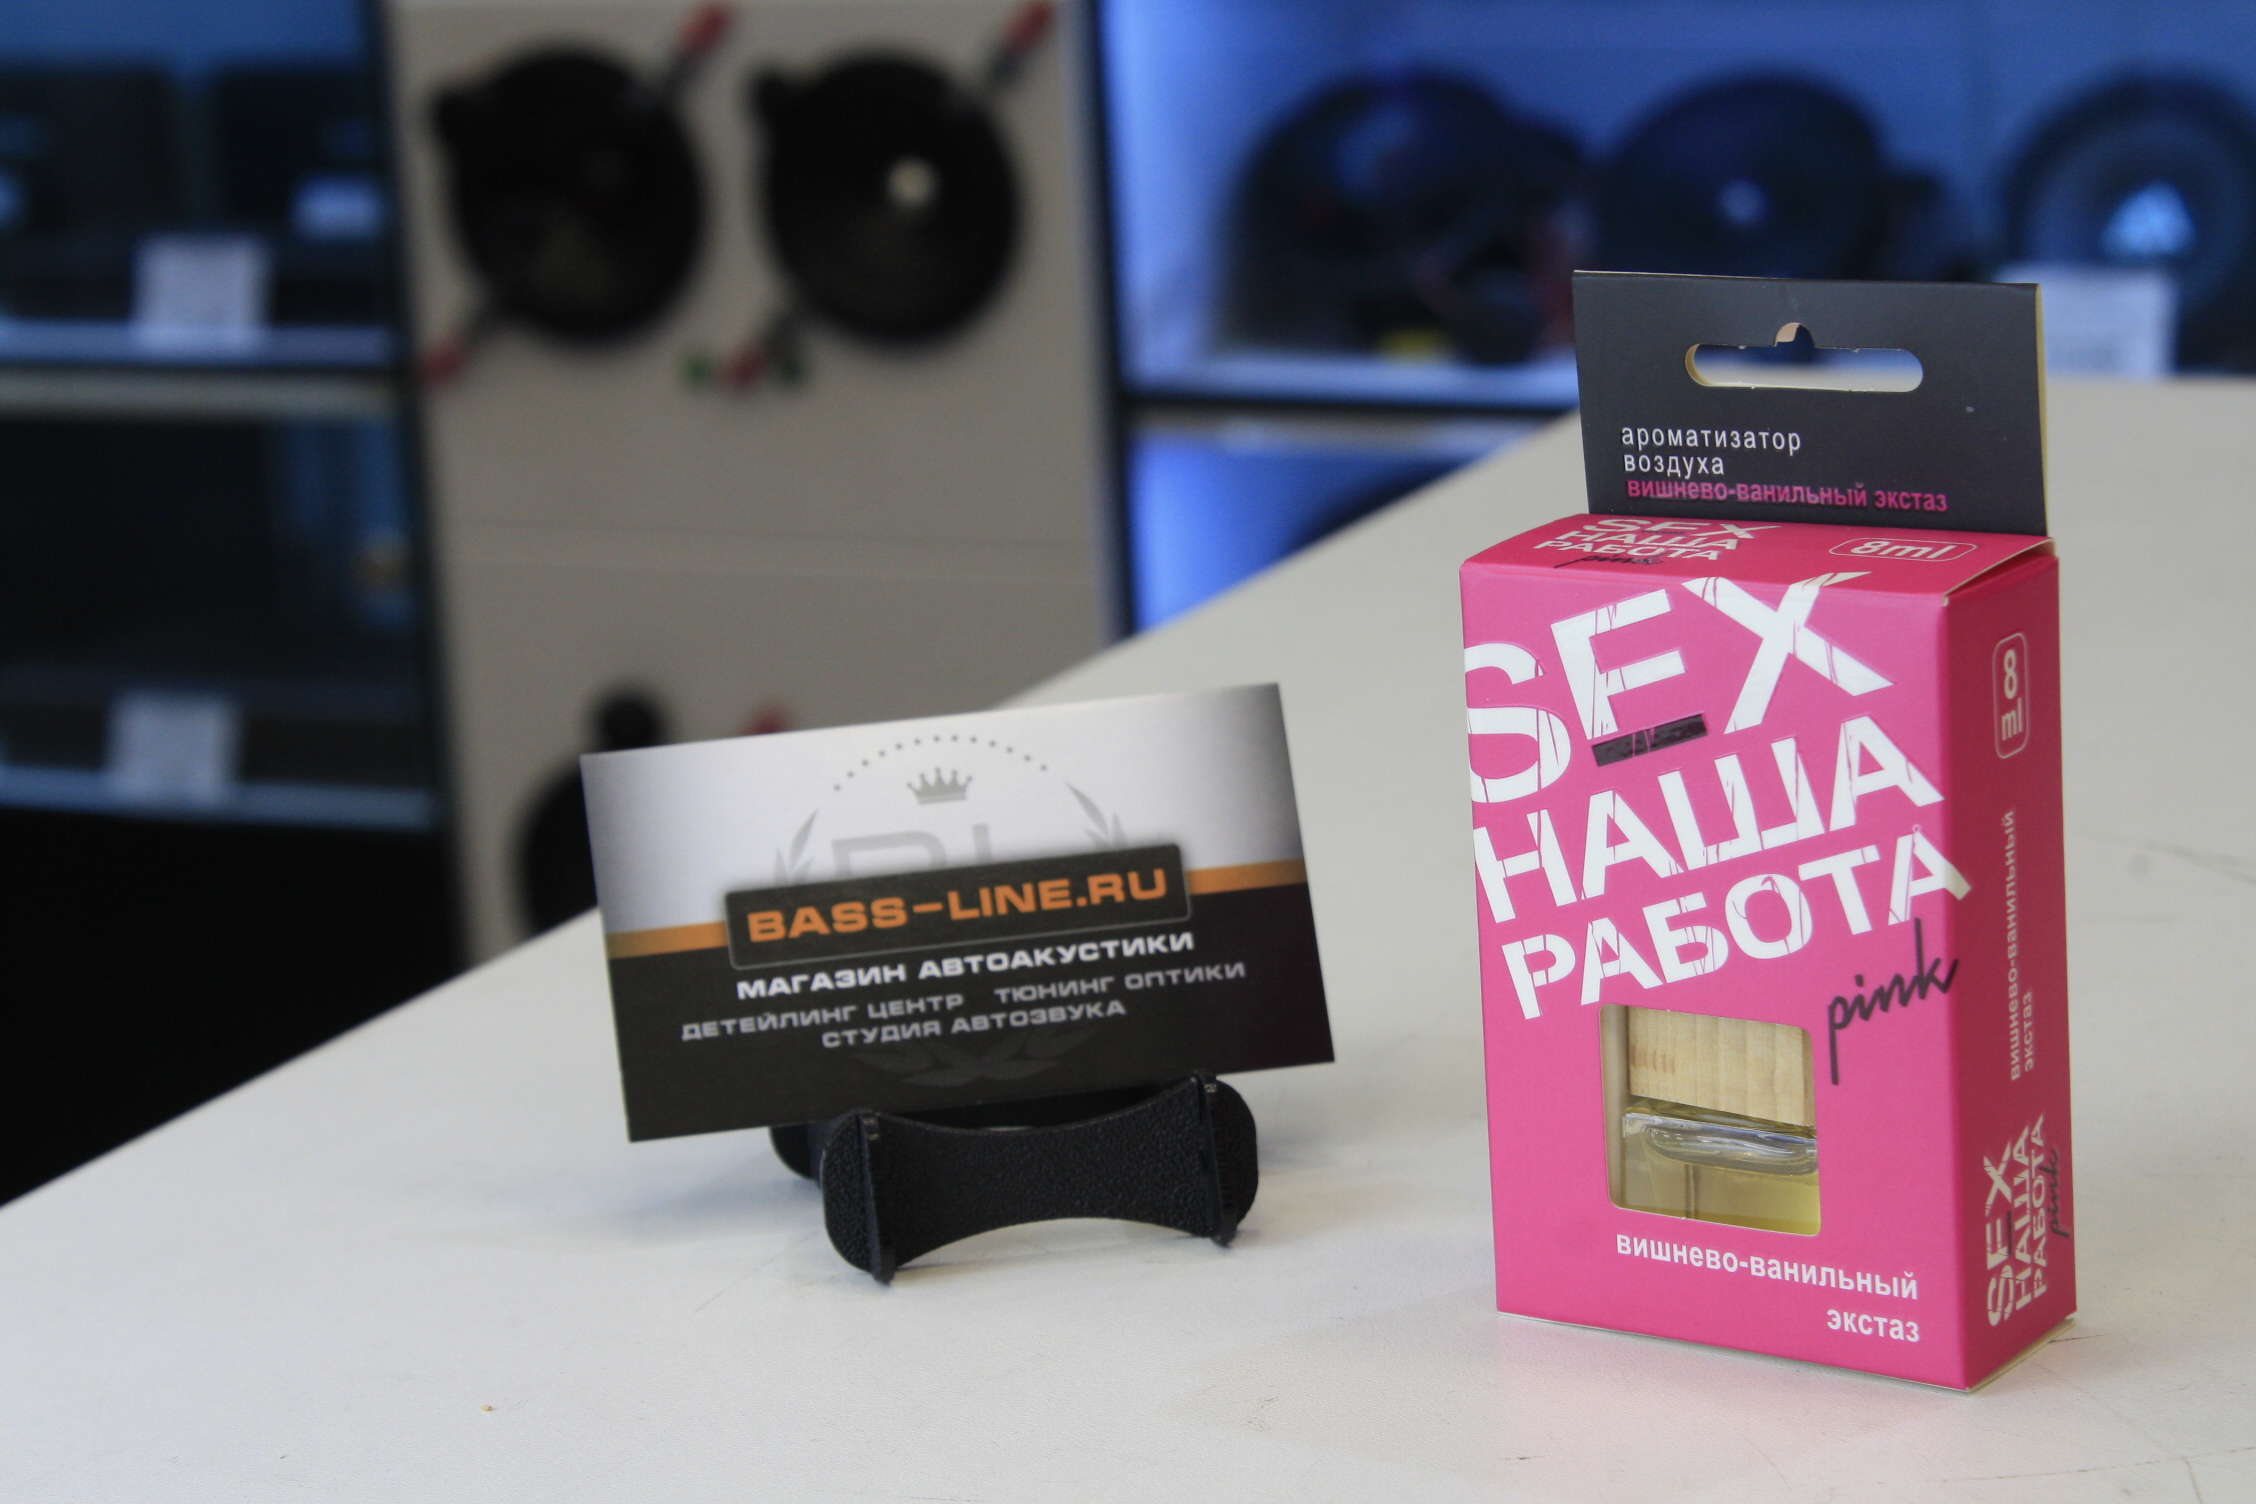 BASS-LINE.RU
МАГАЗИН АВТОАКУСТИКИ
ДЕТЕЙЛИНГ ЦЕНТР ТЮНИНГ ОПТИКИ
СТУДИЯ АВТОЗВУКА
ароматизатор
воздуха
вишнево-ванильный экстаз
SEX
НАША
РАБОТА
pink
8ml
SEX
НАША
РАБОТА
pink
вишнево-ванильный
экстаз
8 ml
вишнево-ванильный
экстаз
SEX
НАША
РАБОТА
pink